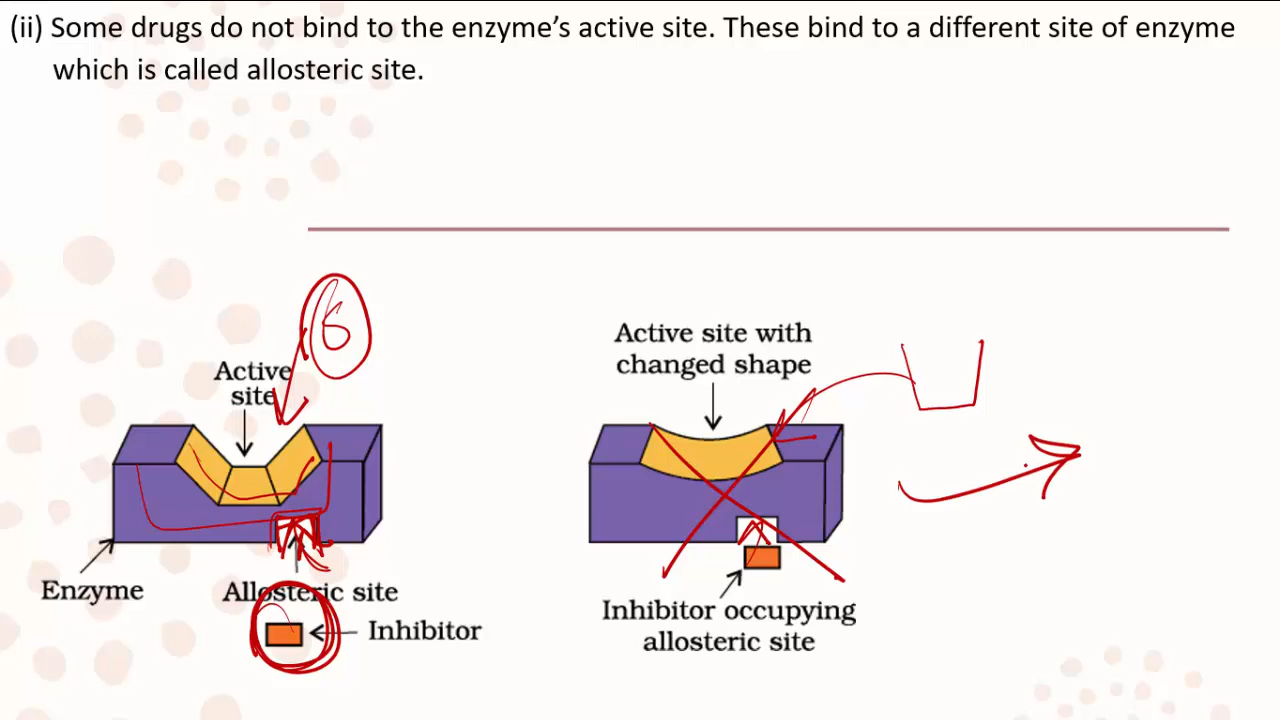 (ii) Some drugs do not bind to the enzyme’s active site. These bind to a different site of enzyme
which is called allosteric site.
Active
site
Enzyme
Allosteric site
Inhibitor
Active site with
changed shape
Inhibitor occupying
allosteric site